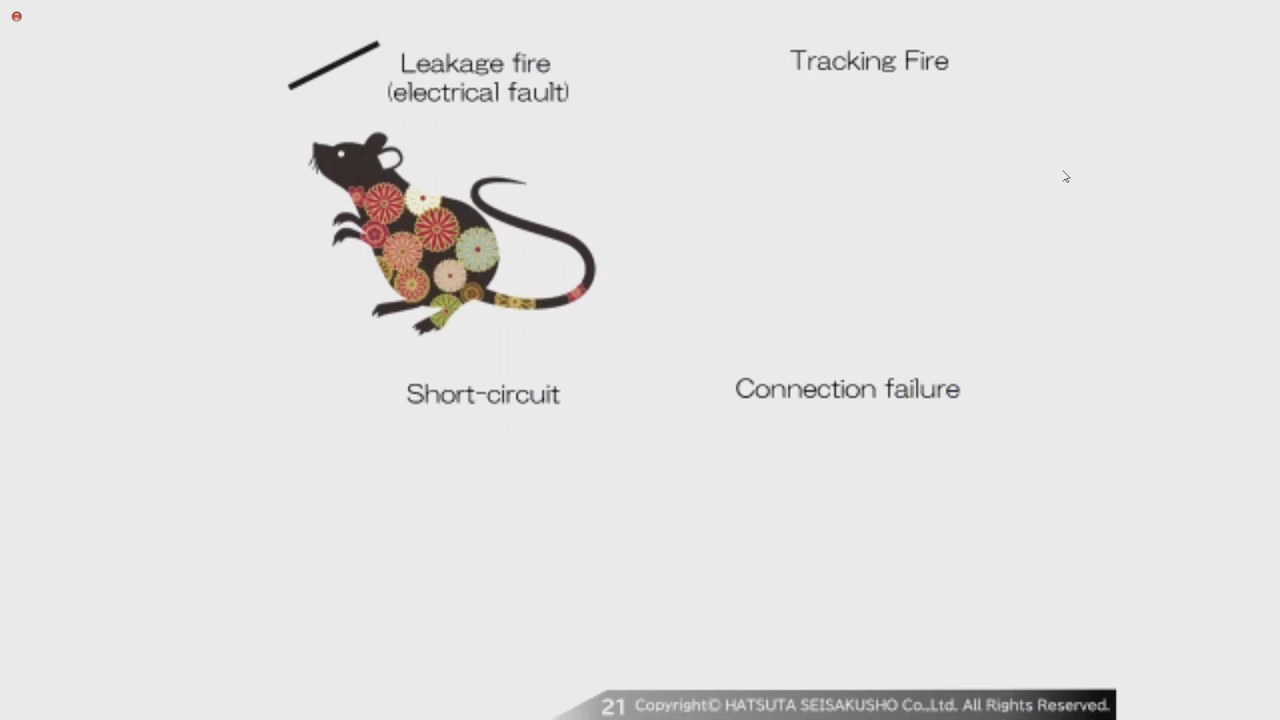 Leakage fire
(electrical fault)
Tracking Fire
Short-circuit
Connection failure
21 Copyright© HATSUTA SEISAKUSHO Co.,Ltd. All Rights Reserved.